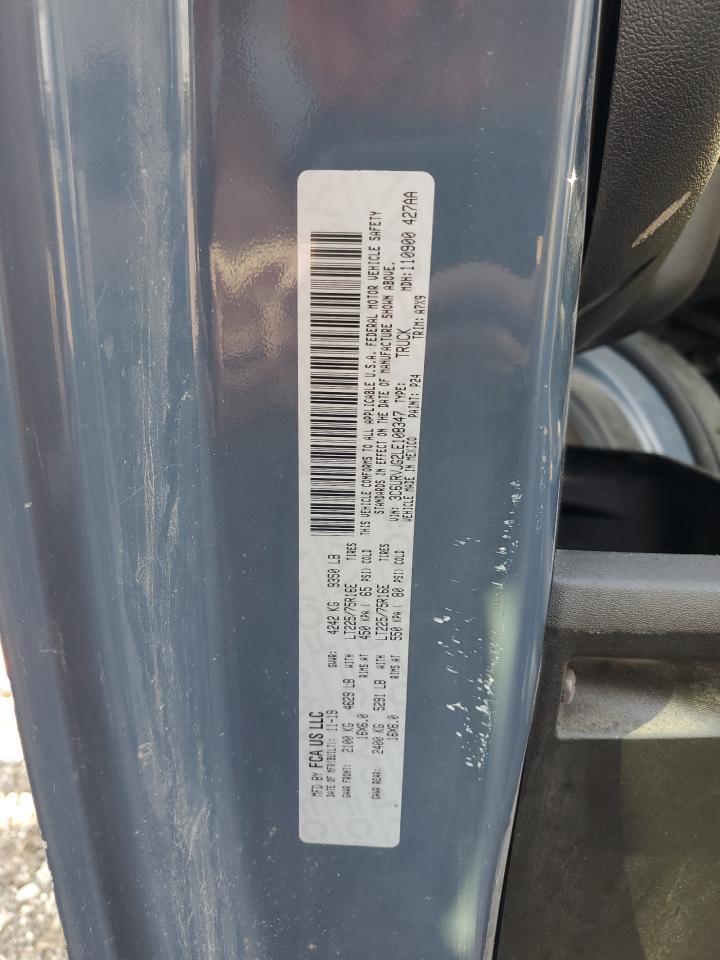 MFD BY FCA US LLC
DATE OF MFR(BUILT): 11-19 GVWR: 4242 KG 9350 LB
GAWR FRONT: 2100 KG 4629 LB WITH LT225/75R16E TIRES
16X6.0 RIMS AT 450 KPA ( 65 PSI) COLD
GAWR REAR: 2400 KG 5291 LB WITH LT225/75R16E TIRES
16X6.0 RIMS AT 550 KPA ( 80 PSI) COLD
THIS VEHICLE CONFORMS TO ALL APPLICABLE U.S.A. FEDERAL MOTOR VEHICLE SAFETY
STANDARDS IN EFFECT ON THE DATE OF MANUFACTURE SHOWN ABOVE.
VIN: 3C6URVJG2LE108347 TYPE: TRUCK MDH:110900 427AA
VEHICLE MADE IN MEXICO PAINT: P24 TRIM: A7X9